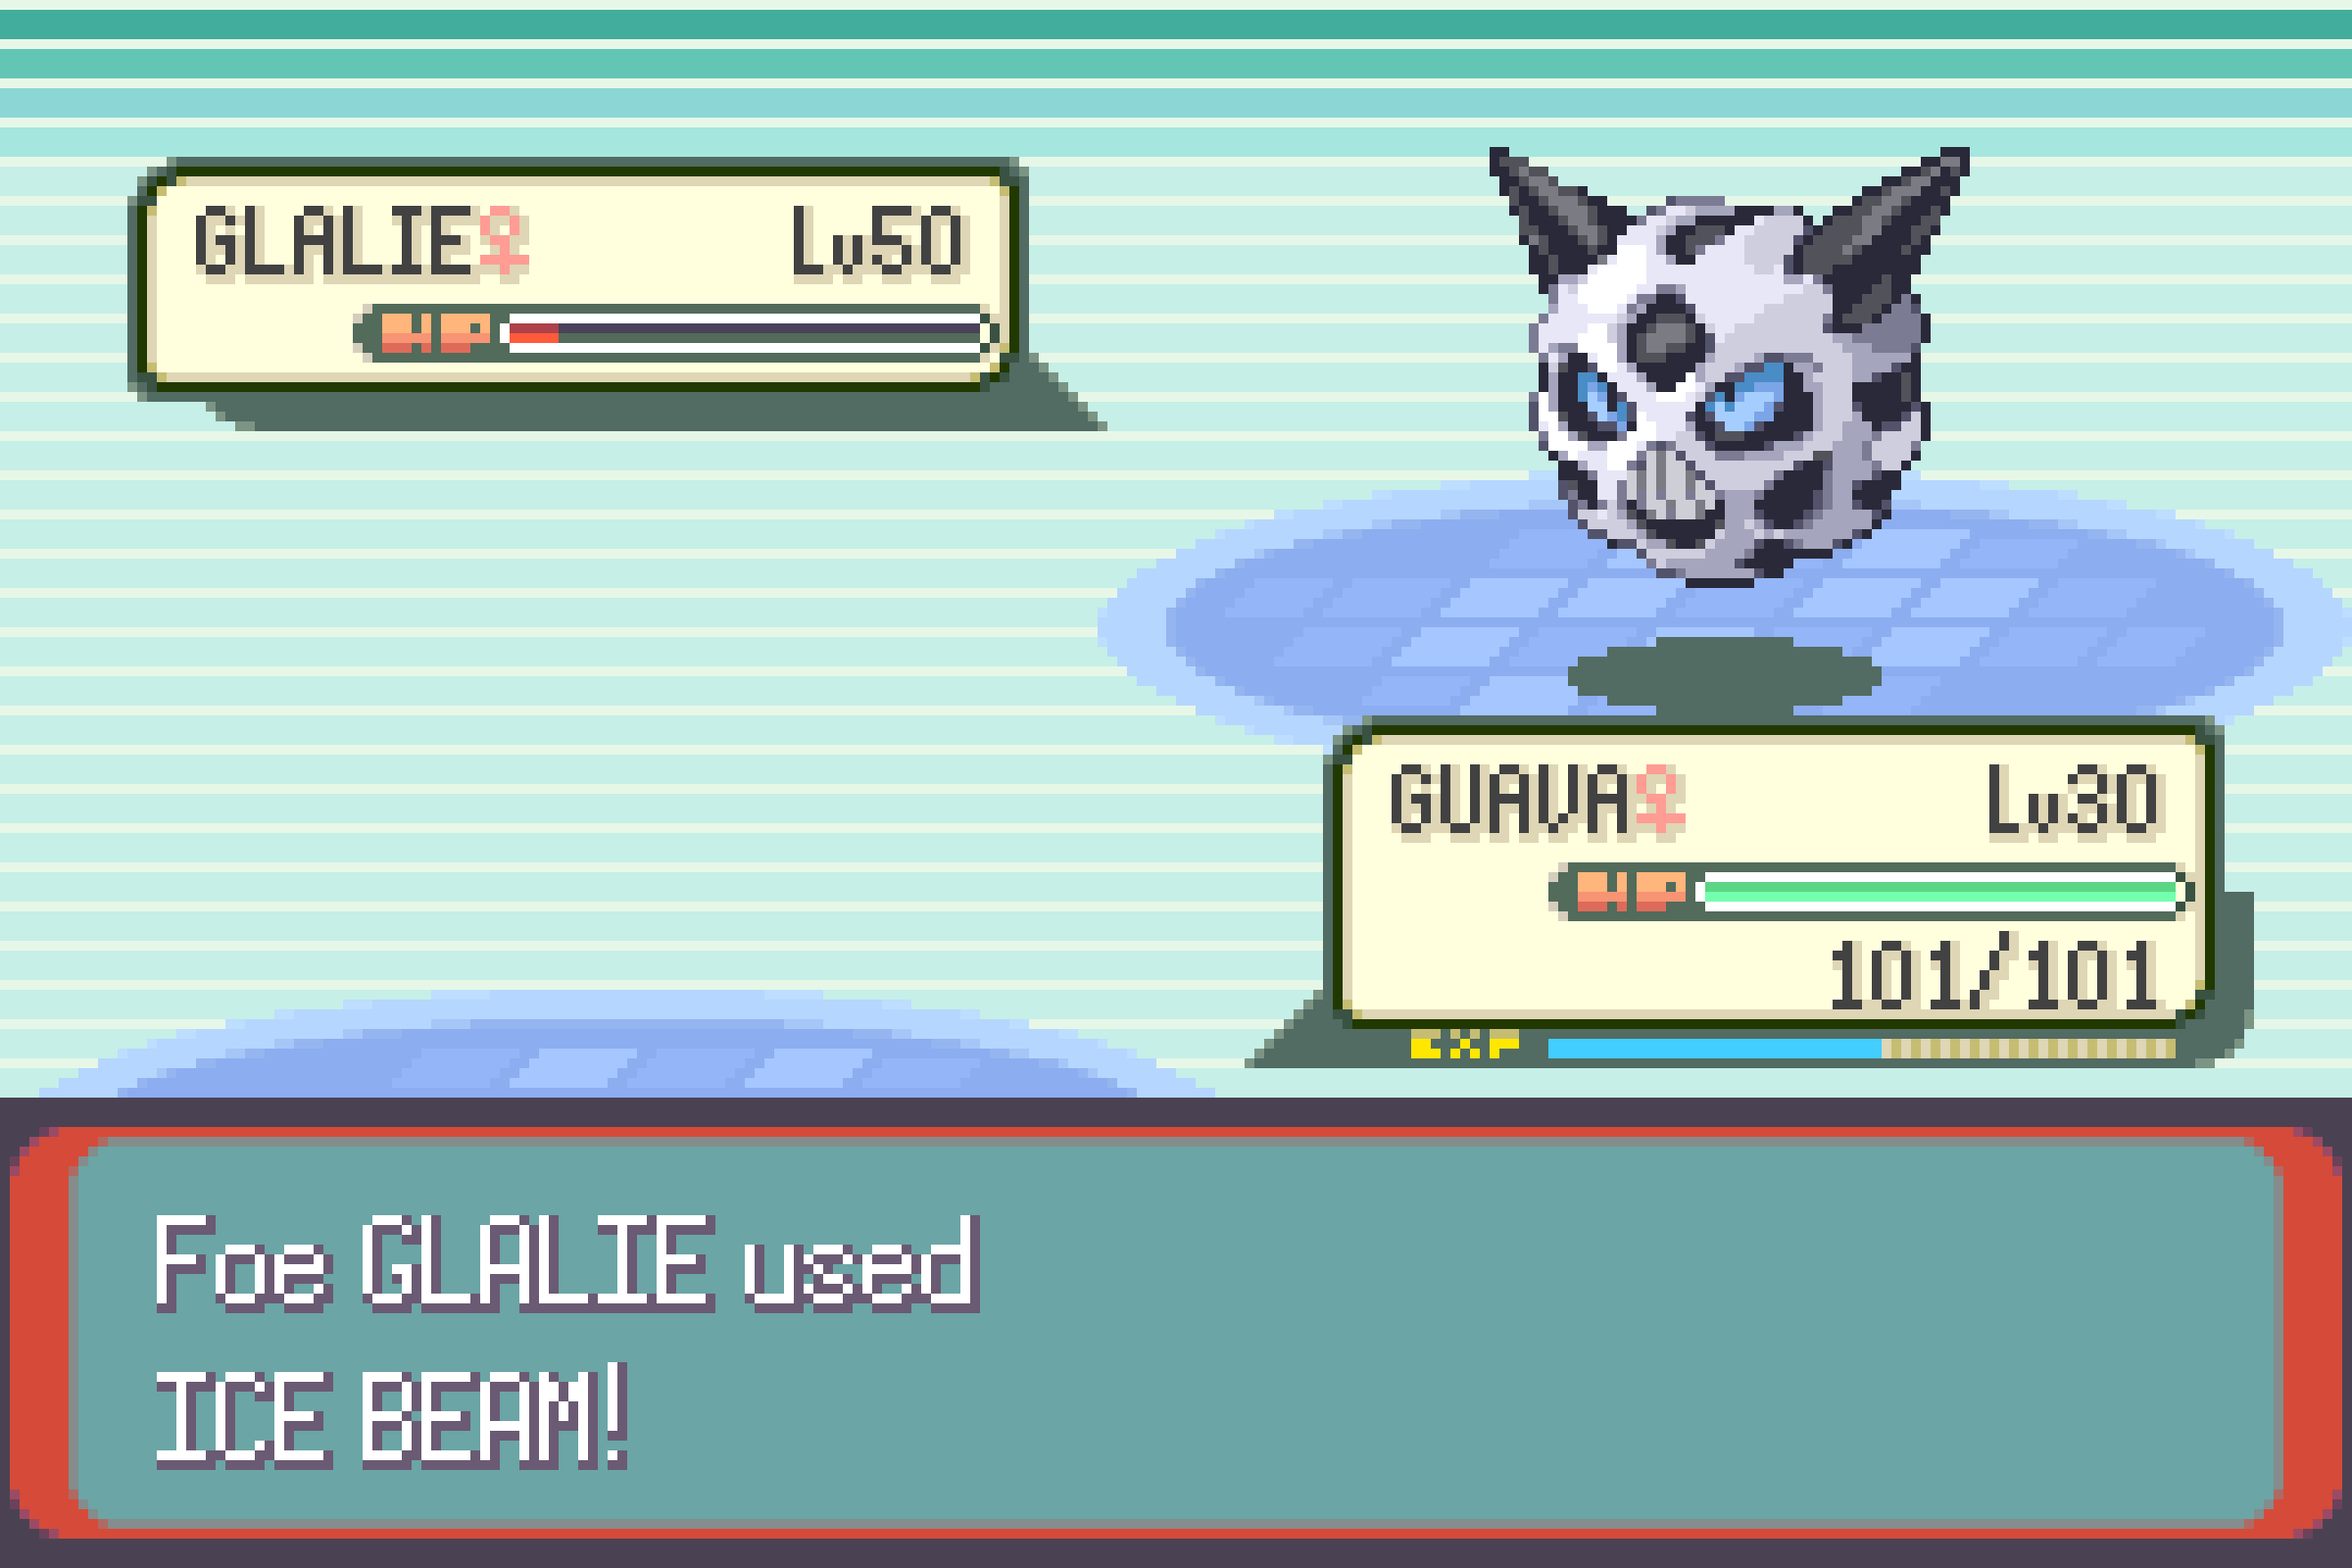 GLALIE♀ Lv50
HP
GUAVA♀ Lv30
HP
101/101
EXP
Foe GLALIE used
ICE BEAM!